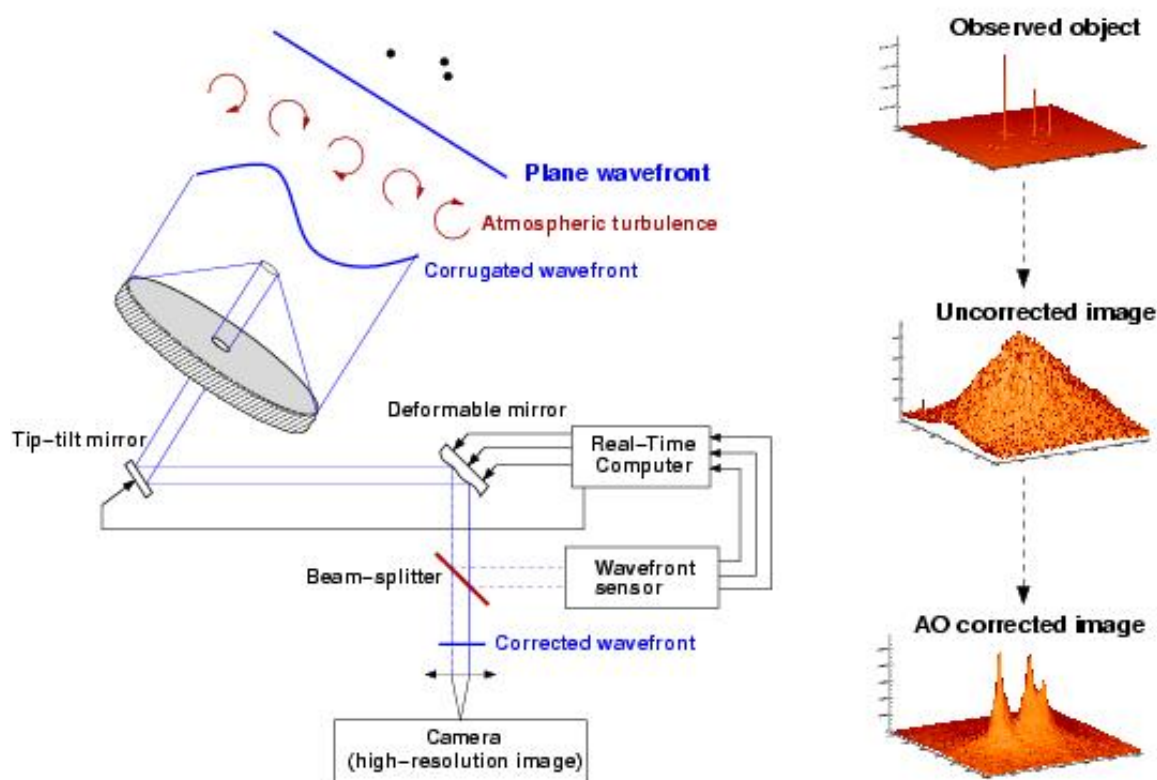 Observed object
Plane wavefront
Atmospheric turbulence
Corrugated wavefront
Uncorrected image
Deformable mirror
Tip-tilt mirror
Real-Time
Computer
Beam-splitter
Wavefront
sensor
Corrected wavefront
AO corrected image
Camera
(high-resolution image)